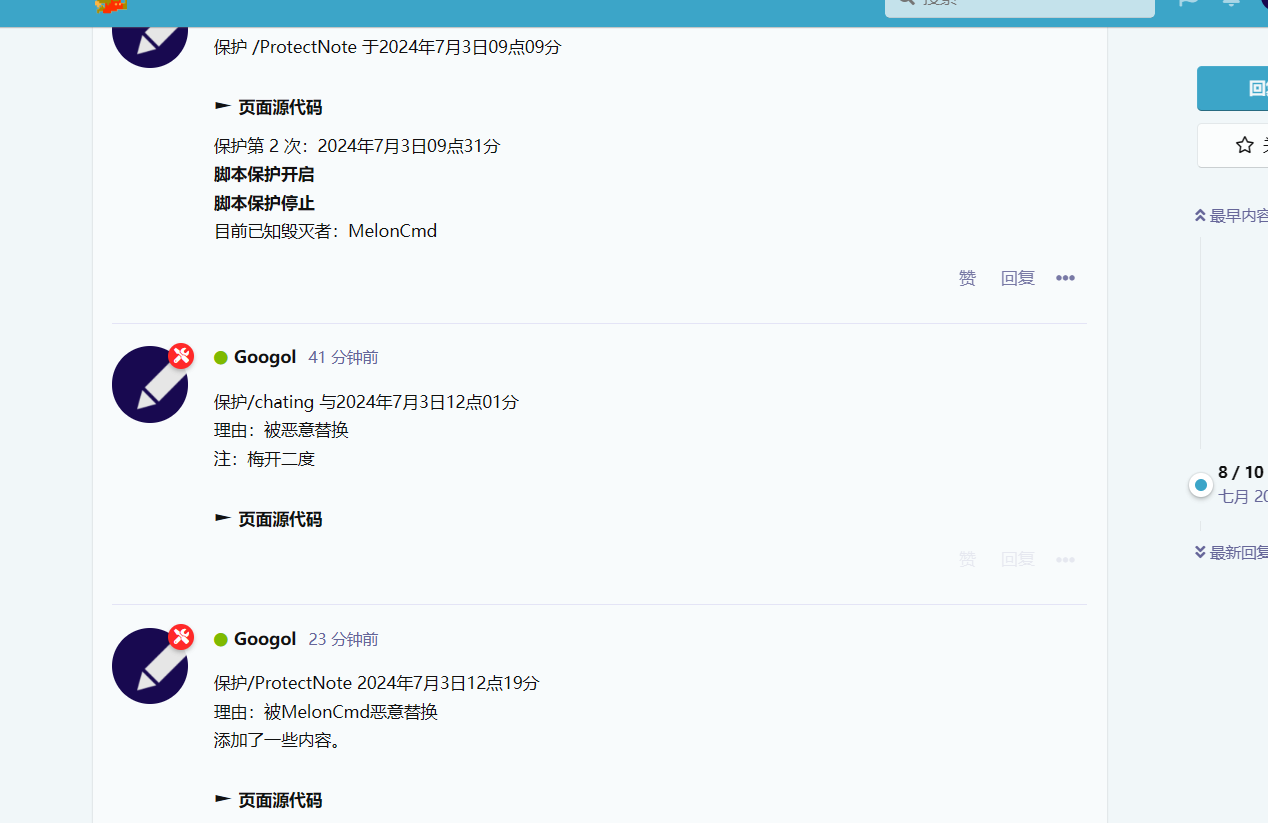 搜索
保护 /ProtectNote 于2024年7月3日09点09分
页面源代码
保护第 2 次：2024年7月3日09点31分
脚本保护开启
脚本保护停止
目前已知毁灭者：MelonCmd
赞 回复
Googol 41 分钟前
保护/chating 与2024年7月3日12点01分
理由：被恶意替换
注：梅开二度
页面源代码
赞 回复
Googol 23 分钟前
保护/ProtectNote 2024年7月3日12点19分
理由：被MelonCmd恶意替换
添加了一些内容。
页面源代码
最早内容
8 / 10
七月 20
最新回复